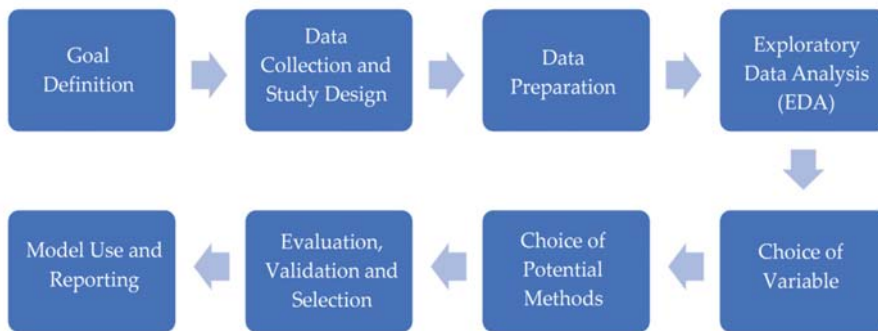 Goal
Definition
Data
Collection and
Study Design
Data
Preparation
Exploratory
Data Analysis
(EDA)
Choice of
Variable
Choice of
Potential
Methods
Evaluation,
Validation and
Selection
Model Use and
Reporting